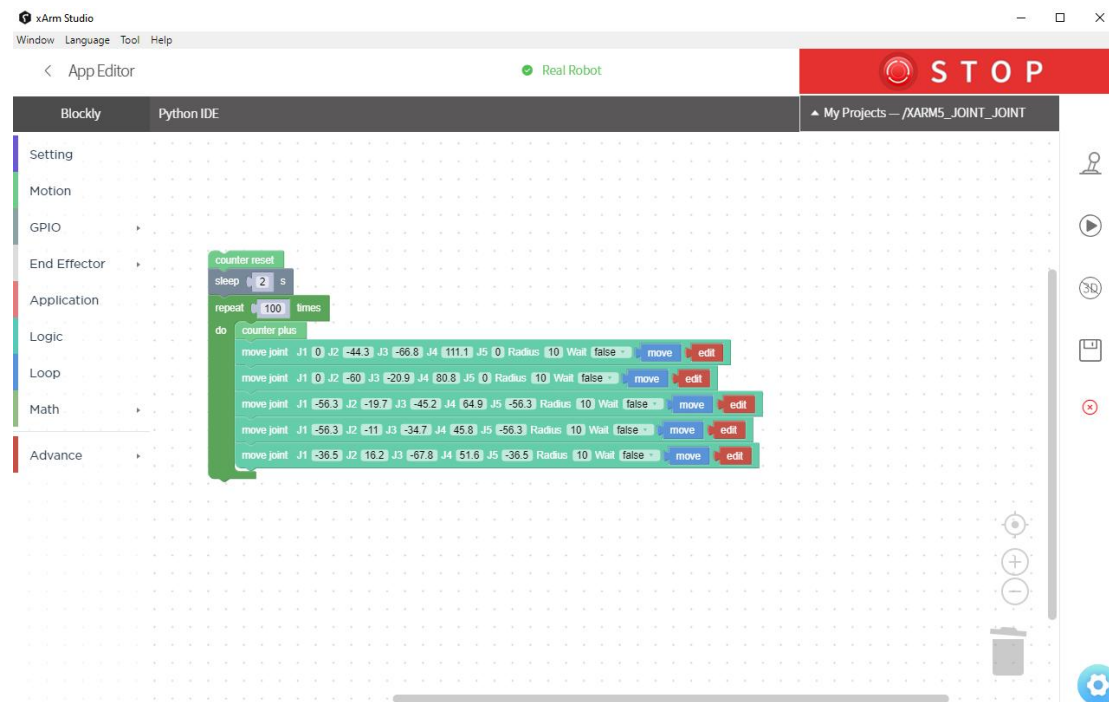 xArm Studio
Window Language Tool Help
App Editor
Real Robot
STOP
Blockly
Python IDE
My Projects — /XARM5_JOINT_JOINT
Setting
Motion
GPIO
End Effector
Application
Logic
Loop
Math
Advance
counter reset
sleep 2 s
repeat 100 times
do counter plus
move joint J1 0 J2 -44.3 J3 -66.8 J4 111.1 J5 0 Radius 10 Wait false move edit
move joint J1 0 J2 -60 J3 -20.9 J4 80.8 J5 0 Radius 10 Wait false move edit
move joint J1 -56.3 J2 -19.7 J3 -45.2 J4 64.9 J5 -56.3 Radius 10 Wait false move edit
move joint J1 -56.3 J2 -11 J3 -34.7 J4 45.8 J5 -56.3 Radius 10 Wait false move edit
move joint J1 -36.5 J2 16.2 J3 -67.8 J4 51.6 J5 -36.5 Radius 10 Wait false move edit
3D